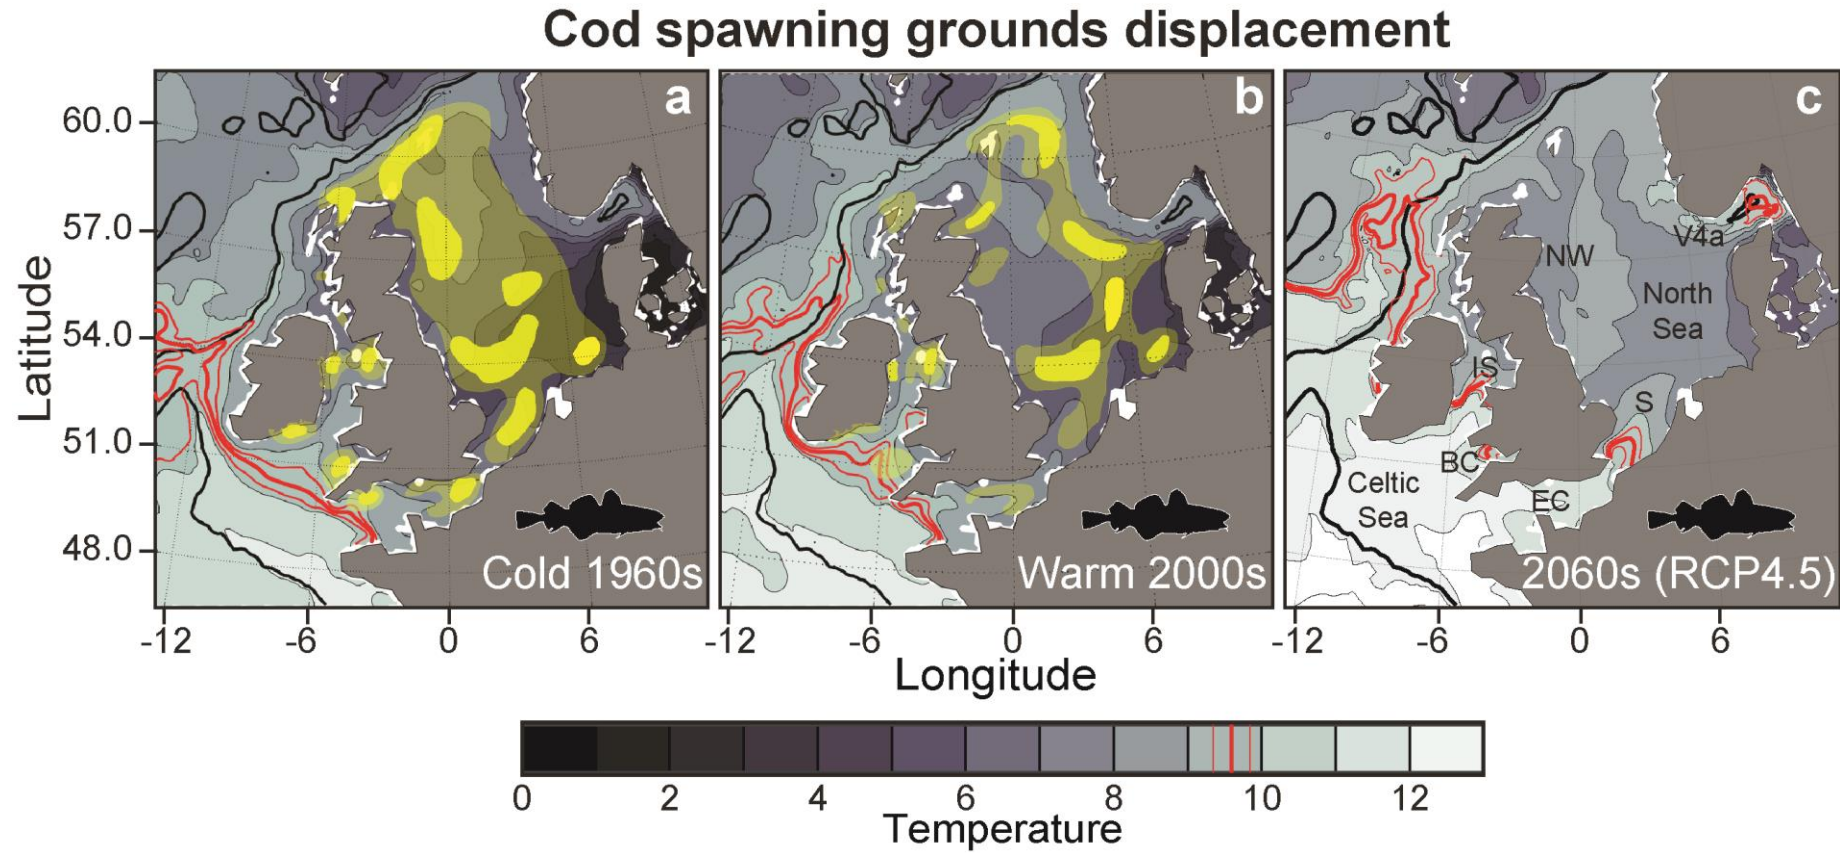 Cod spawning grounds displacement
a
b
c
60.0
57.0
54.0
51.0
48.0
Latitude
V4a
NW
North
Sea
IS
S
BC
Celtic
Sea
EC
Cold 1960s
Warm 2000s
2060s (RCP4.5)
-12 -6 0 6
-12 -6 0 6
-12 -6 0 6
Longitude
0 2 4 6 8 10 12
Temperature